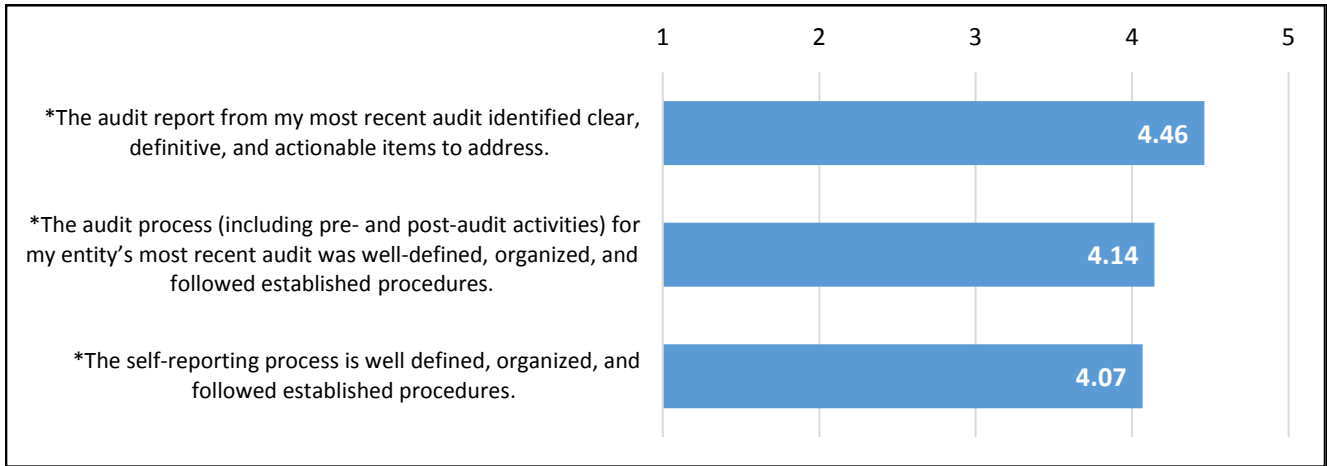 1 2 3 4 5
*The audit report from my most recent audit identified clear,
definitive, and actionable items to address.
4.46
*The audit process (including pre- and post-audit activities) for
my entity’s most recent audit was well-defined, organized, and
followed established procedures.
4.14
*The self-reporting process is well defined, organized, and
followed established procedures.
4.07